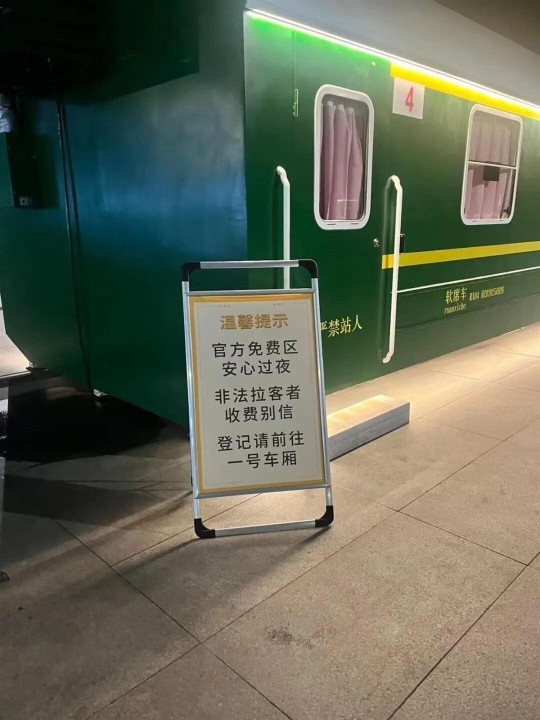 4
温馨提示
官方免费区
安心过夜
非法拉客者
收费别信
登记请前往
一号车厢
严禁站人
软席车